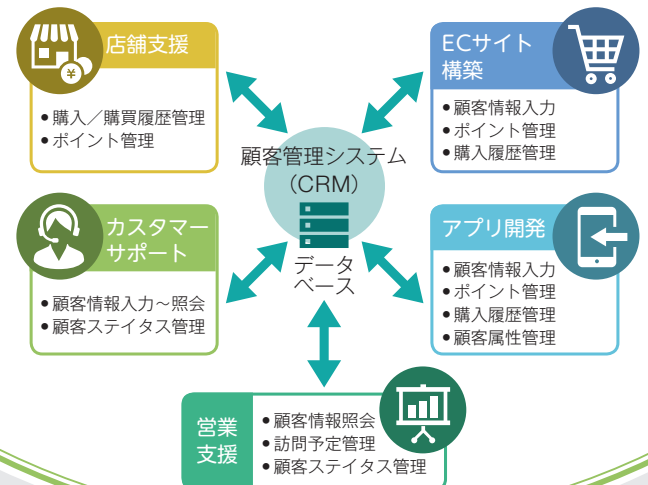 店舗支援
¥
●購入／購買履歴管理
●ポイント管理
ECサイト
構築
●顧客情報入力
●ポイント管理
●購入履歴管理
顧客管理システム
（CRM）
データ
ベース
カスタマー
サポート
●顧客情報入力～照会
●顧客ステイタス管理
アプリ開発
●顧客情報入力
●ポイント管理
●購入履歴管理
●顧客属性管理
営業
支援
●顧客情報照会
●訪問予定管理
●顧客ステイタス管理